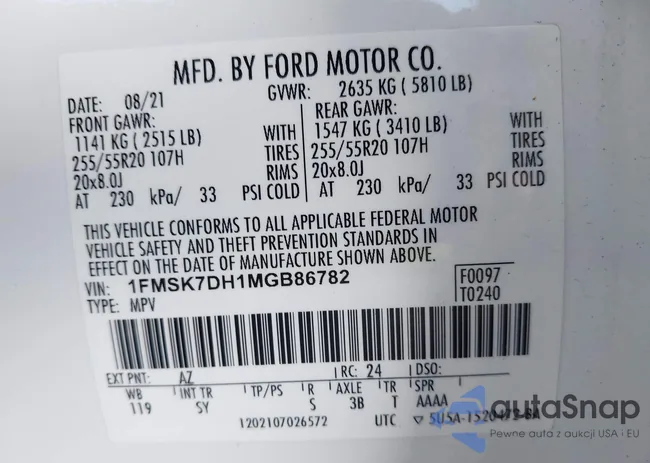 MFD. BY FORD MOTOR CO.
DATE: 08/21 GVWR: 2635 KG ( 5810 LB)
FRONT GAWR: REAR GAWR:
1141 KG ( 2515 LB) WITH 1547 KG ( 3410 LB) WITH
255/55R20 107H TIRES 255/55R20 107H TIRES
20x8.0J RIMS 20x8.0J RIMS
AT 230 kPa/ 33 PSI COLD AT 230 kPa/ 33 PSI COLD
THIS VEHICLE CONFORMS TO ALL APPLICABLE FEDERAL MOTOR
VEHICLE SAFETY AND THEFT PREVENTION STANDARDS IN
EFFECT ON THE DATE OF MANUFACTURE SHOWN ABOVE.
VIN: 1FMSK7DH1MGB86782 F0097
TYPE: MPV T0240
EXT PNT: AZ RC: 24 DSO:
WB INT TR TP/PS R AXLE TR SPR
119 SY S 3B T AAAA
1202107026572 UTC ▽ 5U5A-1520472-BA
autoSnap
Pewne auta z aukcji USA i EU